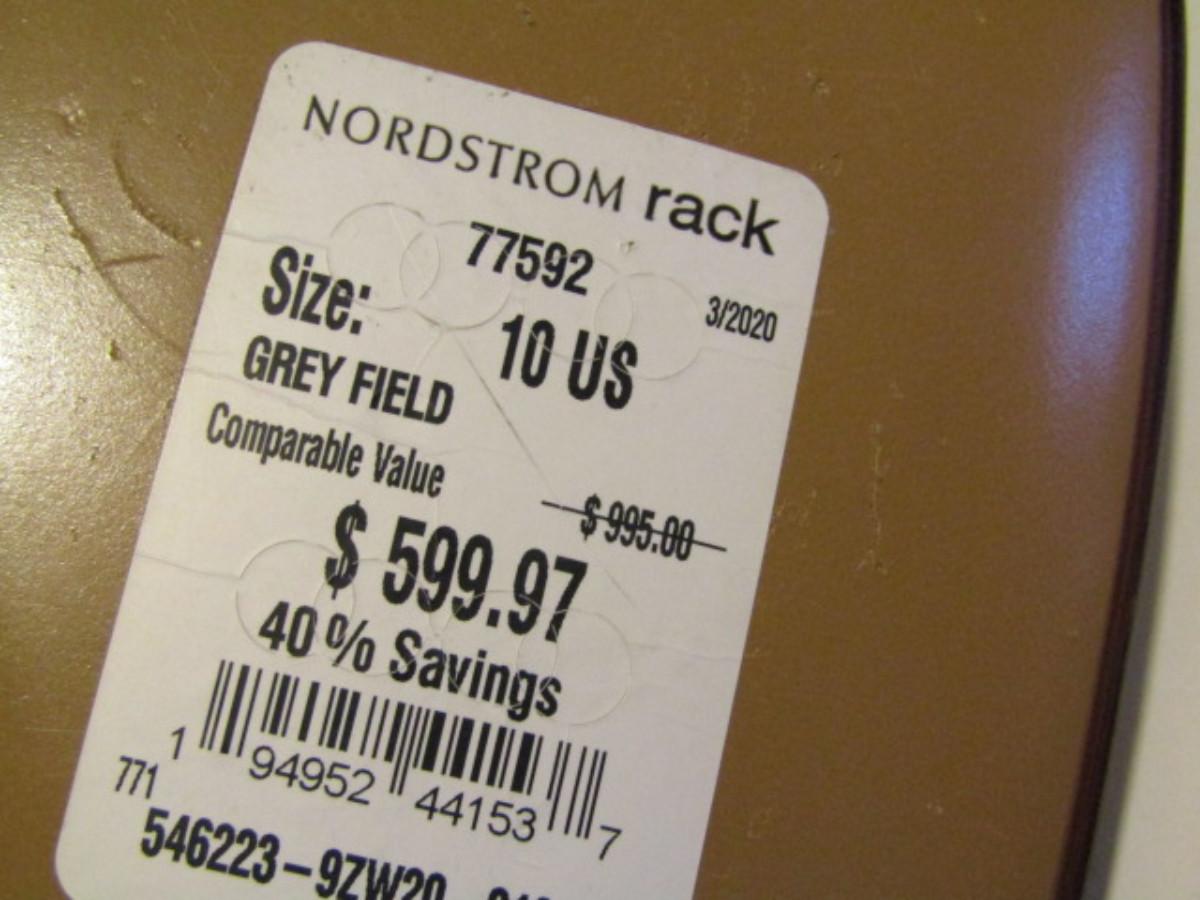 NORDSTROM rack
77592
3/2020
Size: 10 US
GREY FIELD
Comparable Value
$ 995.00
$ 599.97
40% Savings
1 94952 44153 7
771
546223-9ZW20